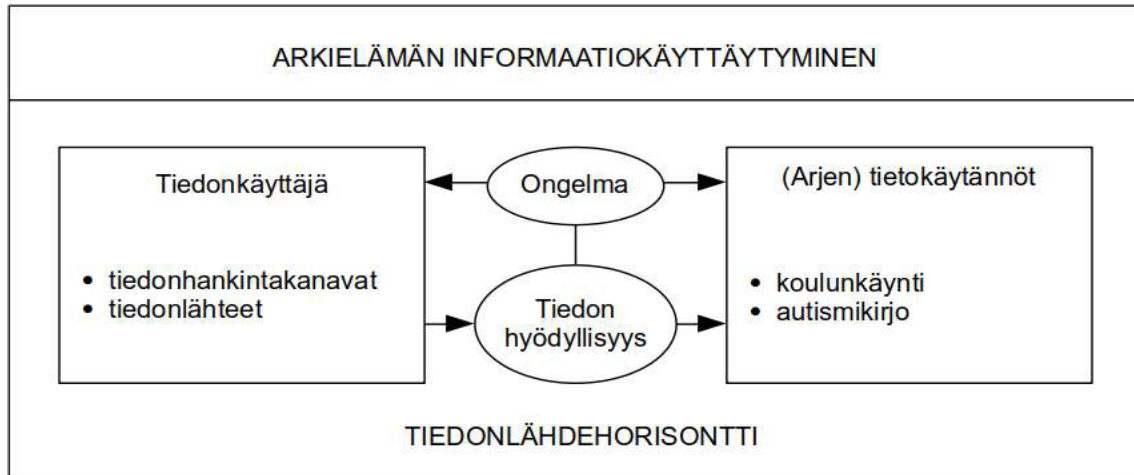 ARKIELÄMÄN INFORMAATIOKÄYTTÄYTYMINEN
Tiedonkäyttäjä
• tiedonhankintakanavat
• tiedonlähteet
Ongelma
Tiedon
hyödyllisyys
(Arjen) tietokäytännöt
• koulunkäynti
• autismikirjo
TIEDONLÄHDEHORISONTTI